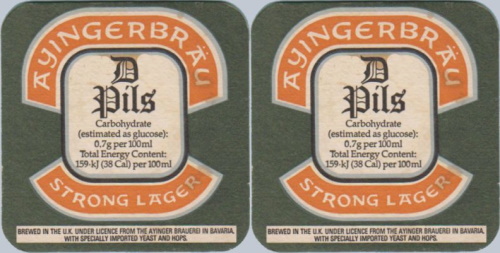 AYINGERBRÄU
D
Pils
Carbohydrate
(estimated as glucose):
0.7g per 100ml
Total Energy Content:
159-kJ (38 Cal) per 100ml
STRONG LAGER
BREWED IN THE U.K. UNDER LICENCE FROM THE AYINGER BRAUEREI IN BAVARIA,
WITH SPECIALLY IMPORTED YEAST AND HOPS.
AYINGERBRÄU
D
Pils
Carbohydrate
(estimated as glucose):
0.7g per 100ml
Total Energy Content:
159-kJ (38 Cal) per 100ml
STRONG LAGER
BREWED IN THE U.K. UNDER LICENCE FROM THE AYINGER BRAUEREI IN BAVARIA,
WITH SPECIALLY IMPORTED YEAST AND HOPS.